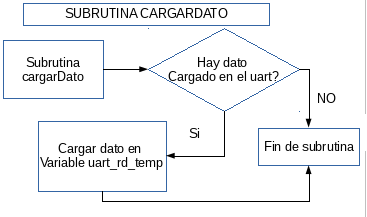 SUBRUTINA CARGARDATO
Subrutina
cargarDato
Hay dato
Cargado en el uart?
NO
Si
Cargar dato en
Variable uart_rd_temp
Fin de subrutina